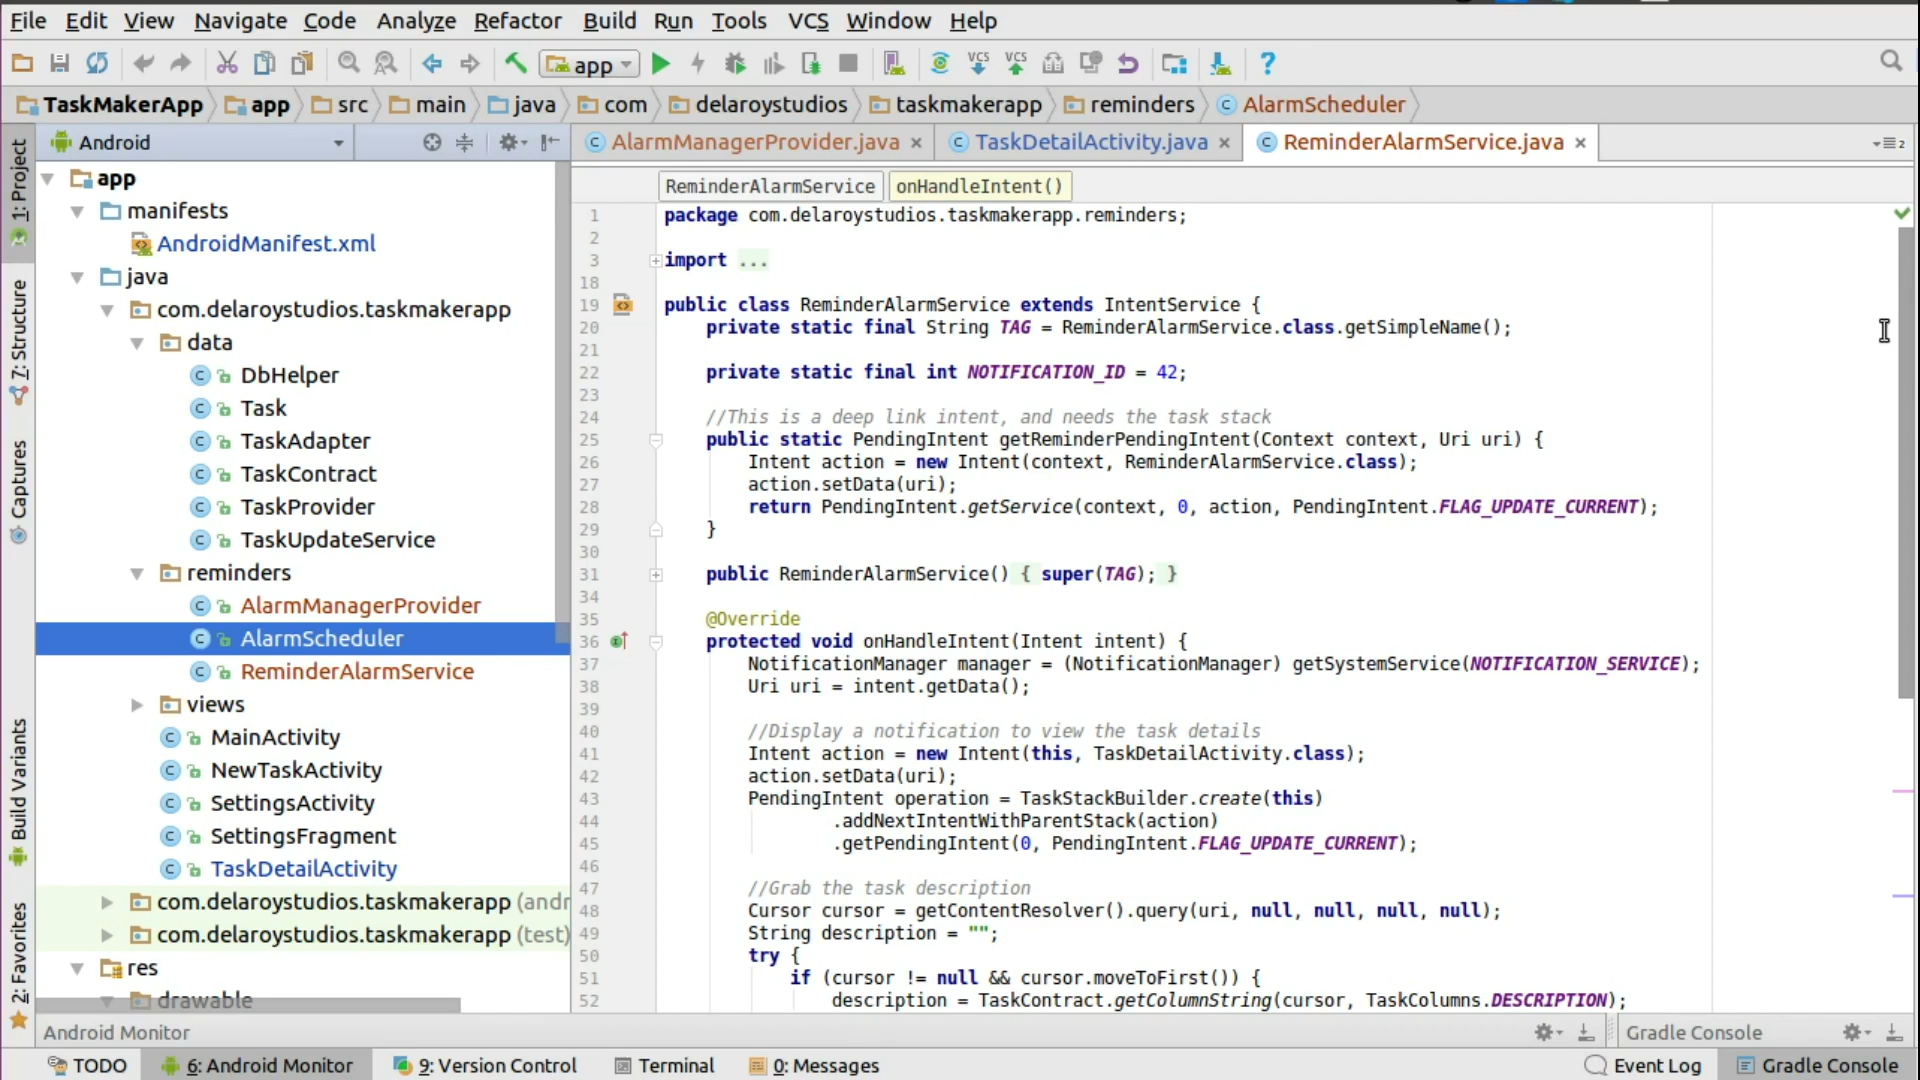 File Edit View Navigate Code Analyze Refactor Build Run Tools VCS Window Help
app VCS VCS ?
TaskMakerApp app src main java com delaroystudios taskmakerapp reminders AlarmScheduler
Android
AlarmManagerProvider.java TaskDetailActivity.java ReminderAlarmService.java 2
1: Project
7: Structure
Captures
Build Variants
2: Favorites
app
manifests
AndroidManifest.xml
java
com.delaroystudios.taskmakerapp
data
DbHelper
Task
TaskAdapter
TaskContract
TaskProvider
TaskUpdateService
reminders
AlarmManagerProvider
AlarmScheduler
ReminderAlarmService
views
MainActivity
NewTaskActivity
SettingsActivity
SettingsFragment
TaskDetailActivity
com.delaroystudios.taskmakerapp (andr
com.delaroystudios.taskmakerapp (test)
res
drawable
ReminderAlarmService onHandleIntent()
1 package com.delaroystudios.taskmakerapp.reminders;
2
3 import ...
18
19 public class ReminderAlarmService extends IntentService {
20 private static final String TAG = ReminderAlarmService.class.getSimpleName();
21
22 private static final int NOTIFICATION_ID = 42;
23
24 //This is a deep link intent, and needs the task stack
25 public static PendingIntent getReminderPendingIntent(Context context, Uri uri) {
26 Intent action = new Intent(context, ReminderAlarmService.class);
27 action.setData(uri);
28 return PendingIntent.getService(context, 0, action, PendingIntent.FLAG_UPDATE_CURRENT);
29 }
30
31 public ReminderAlarmService() { super(TAG); }
34
35 @Override
36 protected void onHandleIntent(Intent intent) {
37 NotificationManager manager = (NotificationManager) getSystemService(NOTIFICATION_SERVICE);
38 Uri uri = intent.getData();
39
40 //Display a notification to view the task details
41 Intent action = new Intent(this, TaskDetailActivity.class);
42 action.setData(uri);
43 PendingIntent operation = TaskStackBuilder.create(this)
44 .addNextIntentWithParentStack(action)
45 .getPendingIntent(0, PendingIntent.FLAG_UPDATE_CURRENT);
46
47 //Grab the task description
48 Cursor cursor = getContentResolver().query(uri, null, null, null, null);
49 String description = "";
50 try {
51 if (cursor != null && cursor.moveToFirst()) {
52 description = TaskContract.getColumnString(cursor, TaskColumns.DESCRIPTION);
Android Monitor Gradle Console
TODO 6: Android Monitor 9: Version Control Terminal 0: Messages Event Log Gradle Console